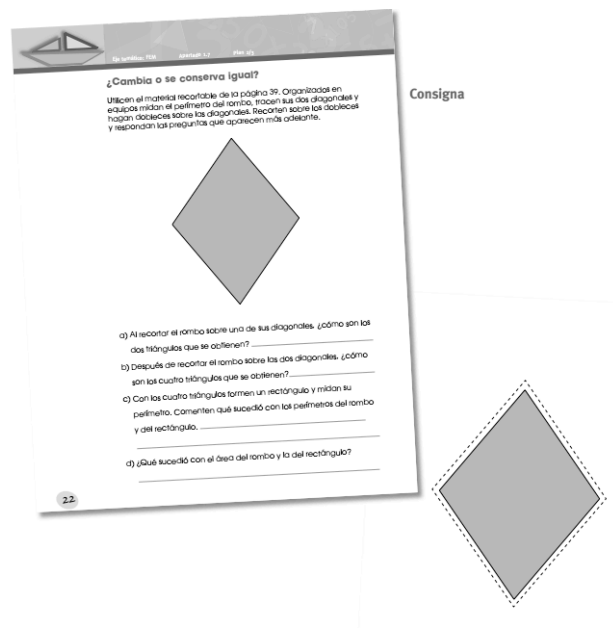 Eje temático: FEM Apartado 1.7 Plan 2/3
¿Cambia o se conserva igual?
Utilicen el material recortable de la página 39. Organizados en
equipos midan el perímetro del rombo, tracen sus dos diagonales y
hagan dobleces sobre las diagonales. Recorten sobre los dobleces
y respondan las preguntas que aparecen más adelante.
Consigna
a) Al recortar el rombo sobre una de sus diagonales, ¿cómo son los
dos triángulos que se obtienen?
b) Después de recortar el rombo sobre las dos diagonales, ¿cómo
son los cuatro triángulos que se obtienen?
c) Con los cuatro triángulos formen un rectángulo y midan su
perímetro. Comenten qué sucedió con los perímetros del rombo
y del rectángulo.
d) ¿Qué sucedió con el área del rombo y la del rectángulo?
22